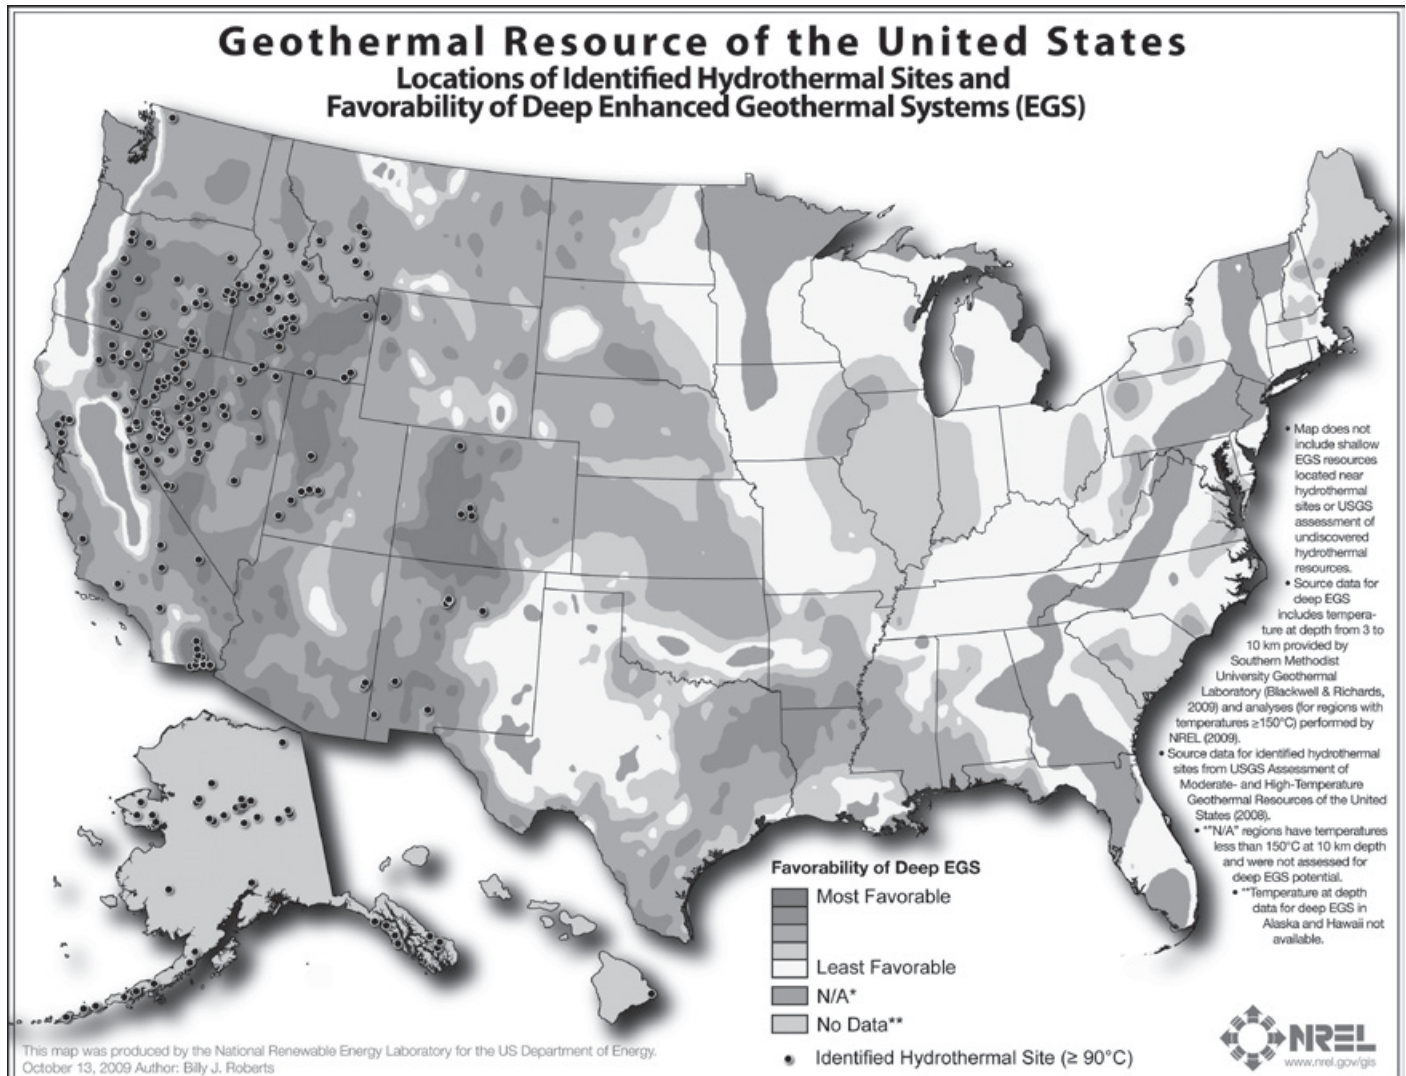 Geothermal Resource of the United States
Locations of Identified Hydrothermal Sites and
Favorability of Deep Enhanced Geothermal Systems (EGS)
• Map does not
include shallow
EGS resources
located near
hydrothermal
sites or USGS
assessment of
undiscovered
hydrothermal
resources.
• Source data for
deep EGS
includes tempera-
ture at depth from 3 to
10 km provided by
Southern Methodist
University Geothermal
Laboratory (Blackwell & Richards,
2009) and analyses (for regions with
temperatures ≥150°C) performed by
NREL (2009).
• Source data for identified hydrothermal
sites from USGS Assessment of
Moderate- and High-Temperature
Geothermal Resources of the United
States (2008).
• *"N/A" regions have temperatures
less than 150°C at 10 km depth
and were not assessed for
deep EGS potential.
• **Temperature at depth
data for deep EGS in
Alaska and Hawaii not
available.
Favorability of Deep EGS
Most Favorable
Least Favorable
N/A*
No Data**
Identified Hydrothermal Site (≥ 90°C)
This map was produced by the National Renewable Energy Laboratory for the US Department of Energy.
October 13, 2009 Author: Billy J. Roberts
NREL
www.nrel.gov/gis